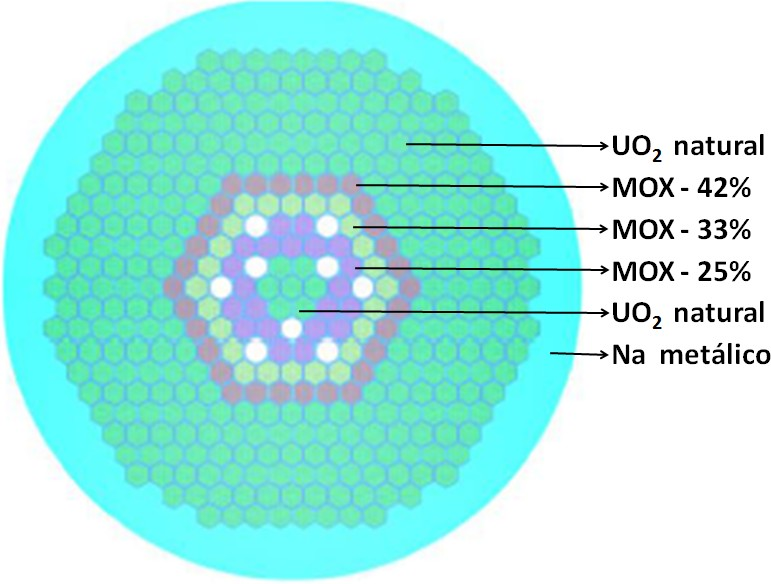 UO₂ natural
MOX - 42%
MOX - 33%
MOX - 25%
UO₂ natural
Na metálico